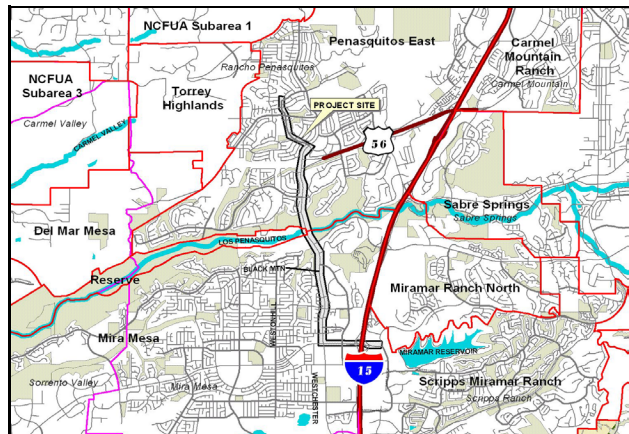 NCFUA Subarea 1
Penasquitos East
Rancho Penasquitos
Carmel
Mountain
Ranch
Carmel Mountain
NCFUA
Subarea 3
Carmel Valley
CARMEL VALLEY
Torrey
Highlands
PROJECT SITE
56
Sabre Springs
Sabre Springs
Del Mar Mesa
LOS PENASQUITOS
Reserve
BLACK MTN
Miramar Ranch North
Mira Mesa
WESTONHILL
MIRAMAR RESERVOIR
15
Sorrento Valley
Mira Mesa
WESTCHESTER
Scripps Miramar Ranch
Scripps Ranch